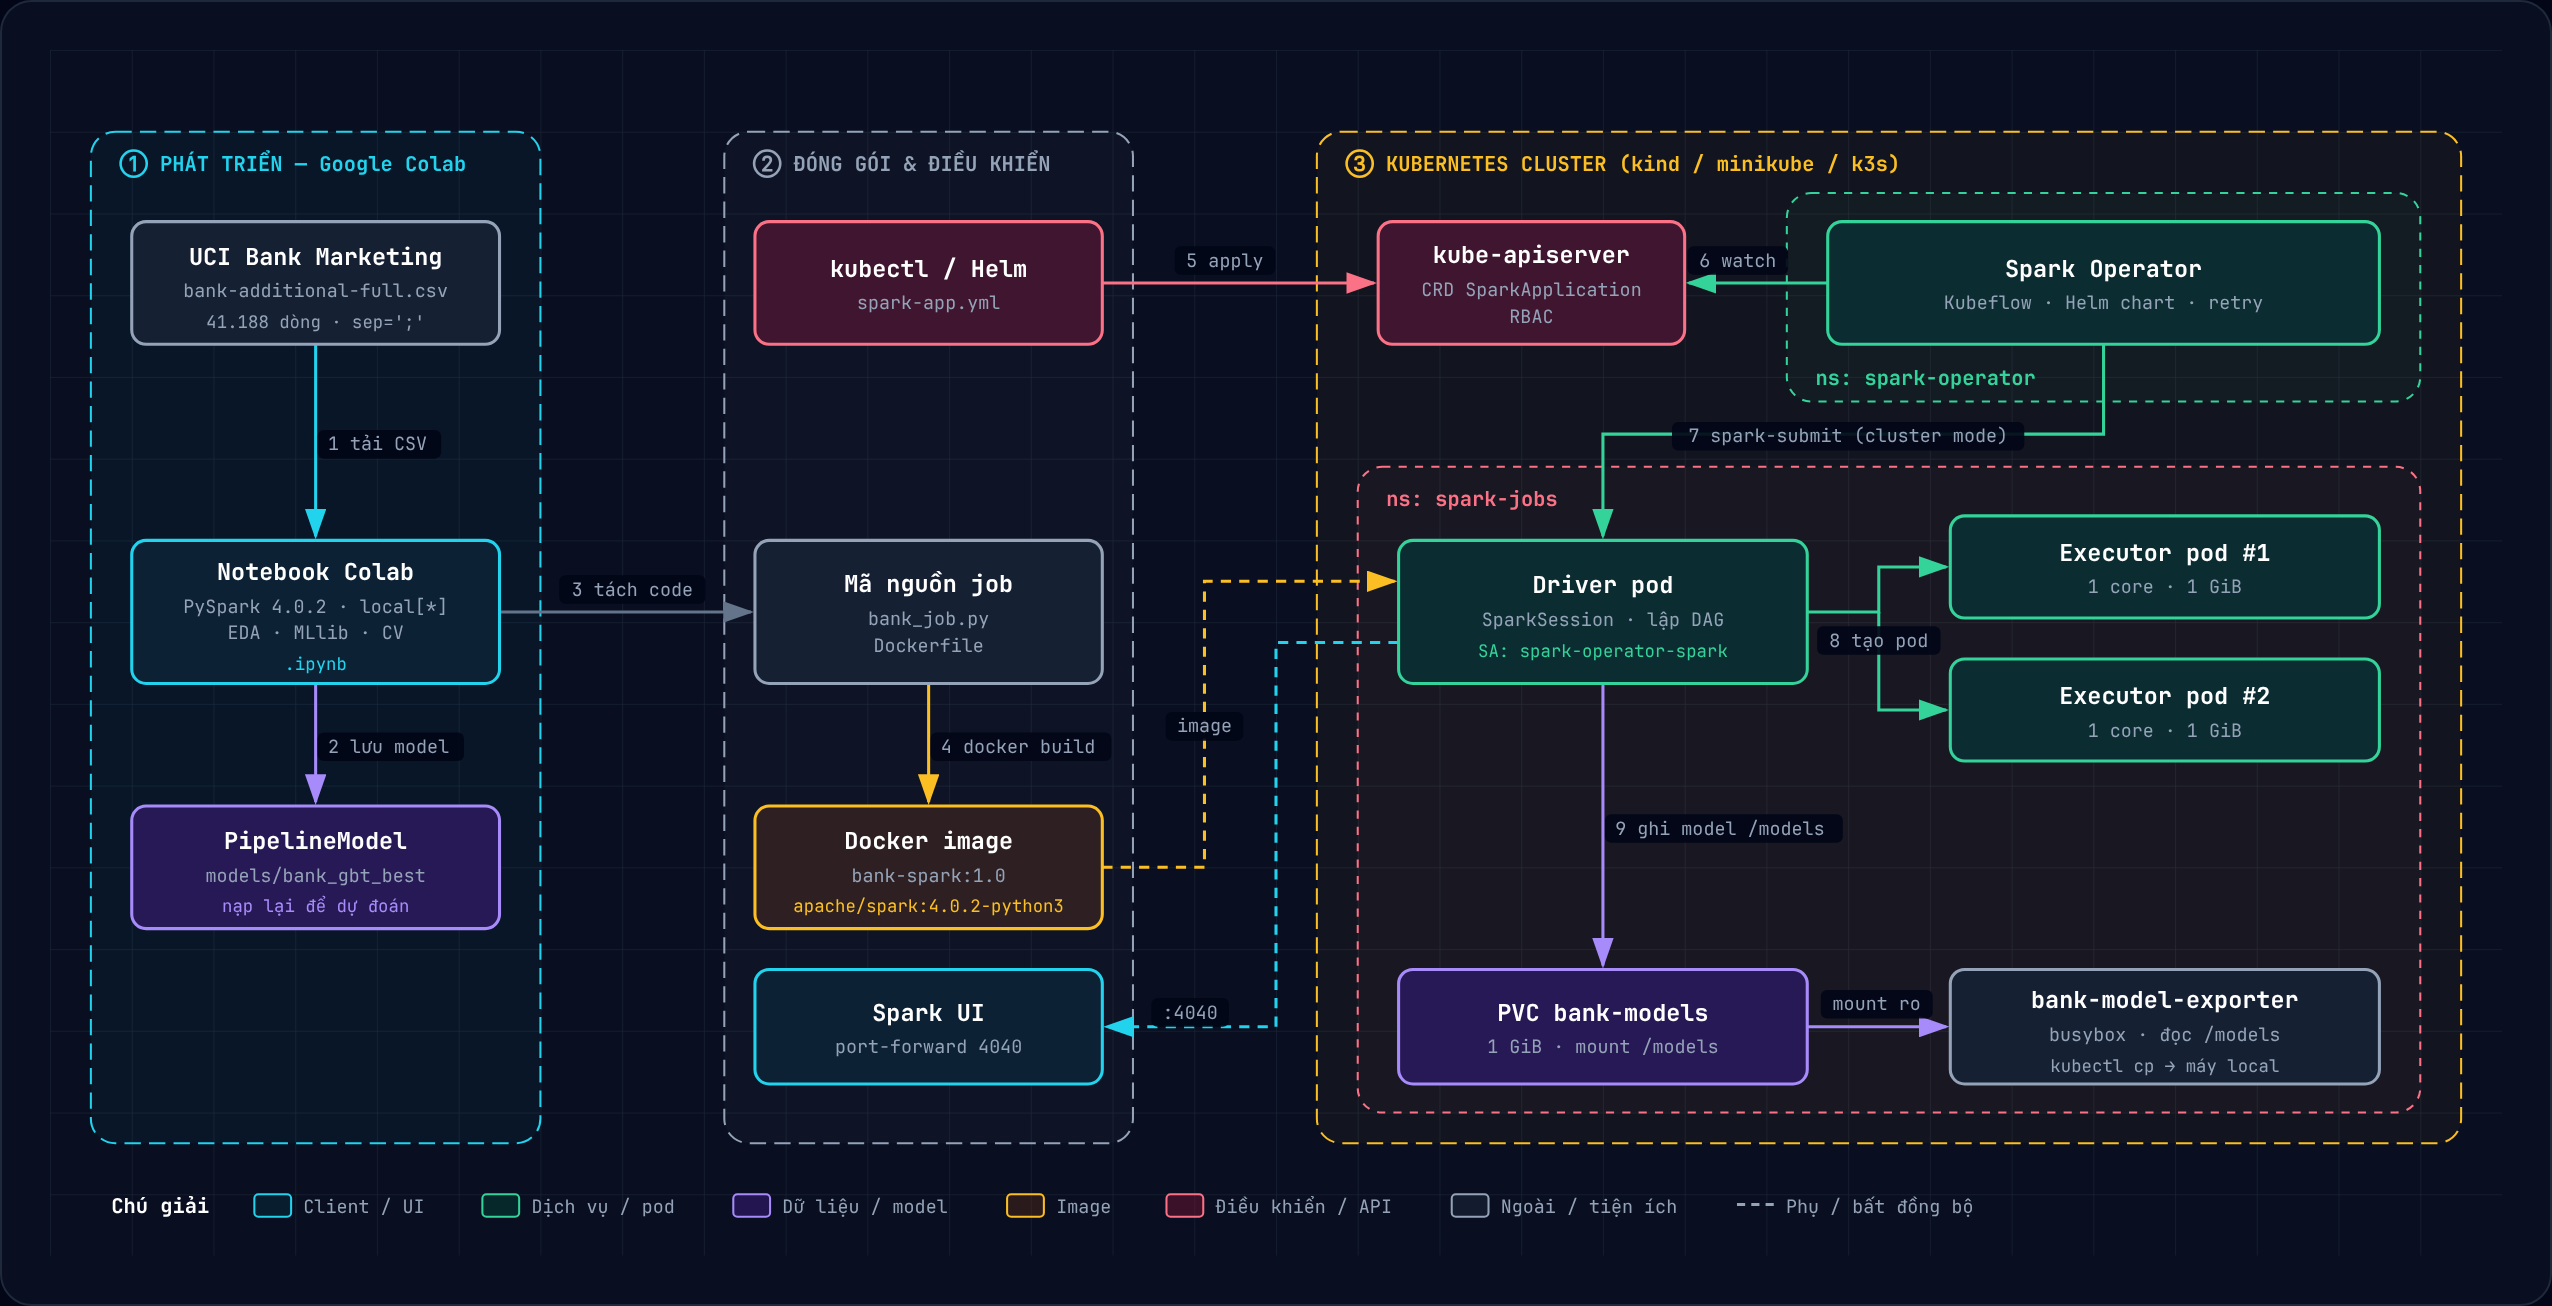 ① PHÁT TRIỂN — Google Colab
UCI Bank Marketing
bank-additional-full.csv
41.188 dòng · sep=';'
1 tải CSV
Notebook Colab
PySpark 4.0.2 · local[*]
EDA · MLlib · CV
.ipynb
2 lưu model
PipelineModel
models/bank_gbt_best
nạp lại để dự đoán
3 tách code
② ĐÓNG GÓI & ĐIỀU KHIỂN
kubectl / Helm
spark-app.yml
Mã nguồn job
bank_job.py
Dockerfile
4 docker build
Docker image
bank-spark:1.0
apache/spark:4.0.2-python3
Spark UI
port-forward 4040
5 apply
image
:4040
③ KUBERNETES CLUSTER (kind / minikube / k3s)
kube-apiserver
CRD SparkApplication
RBAC
6 watch
Spark Operator
Kubeflow · Helm chart · retry
ns: spark-operator
7 spark-submit (cluster mode)
ns: spark-jobs
Driver pod
SparkSession · lập DAG
SA: spark-operator-spark
8 tạo pod
Executor pod #1
1 core · 1 GiB
Executor pod #2
1 core · 1 GiB
9 ghi model /models
PVC bank-models
1 GiB · mount /models
mount ro
bank-model-exporter
busybox · đọc /models
kubectl cp → máy local
Chú giải
Client / UI
Dịch vụ / pod
Dữ liệu / model
Image
Điều khiển / API
Ngoài / tiện ích
Phụ / bất đồng bộ